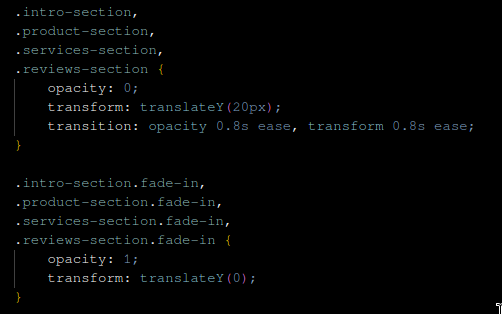 .intro-section,
.product-section,
.services-section,
.reviews-section {
opacity: 0;
transform: translateY(20px);
transition: opacity 0.8s ease, transform 0.8s ease;
}
.intro-section.fade-in,
.product-section.fade-in,
.services-section.fade-in,
.reviews-section.fade-in {
opacity: 1;
transform: translateY(0);
}